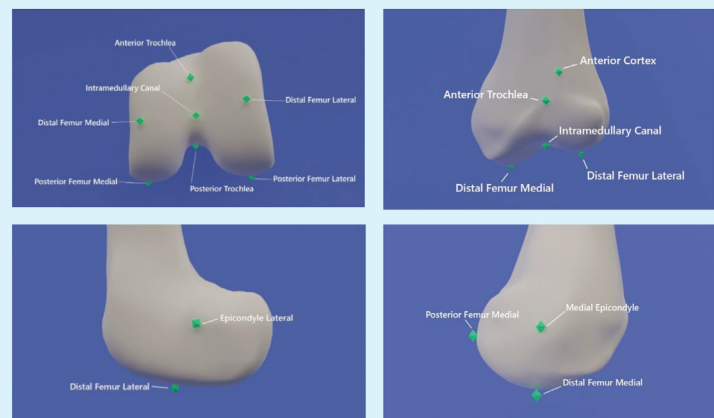 Anterior Trochlea
Intramedullary Canal
Distal Femur Lateral
Distal Femur Medial
Posterior Femur Medial
Posterior Trochlea
Posterior Femur Lateral
Anterior Cortex
Anterior Trochlea
Intramedullary Canal
Distal Femur Lateral
Distal Femur Medial
Epicondyle Lateral
Distal Femur Lateral
Posterior Femur Medial
Medial Epicondyle
Distal Femur Medial